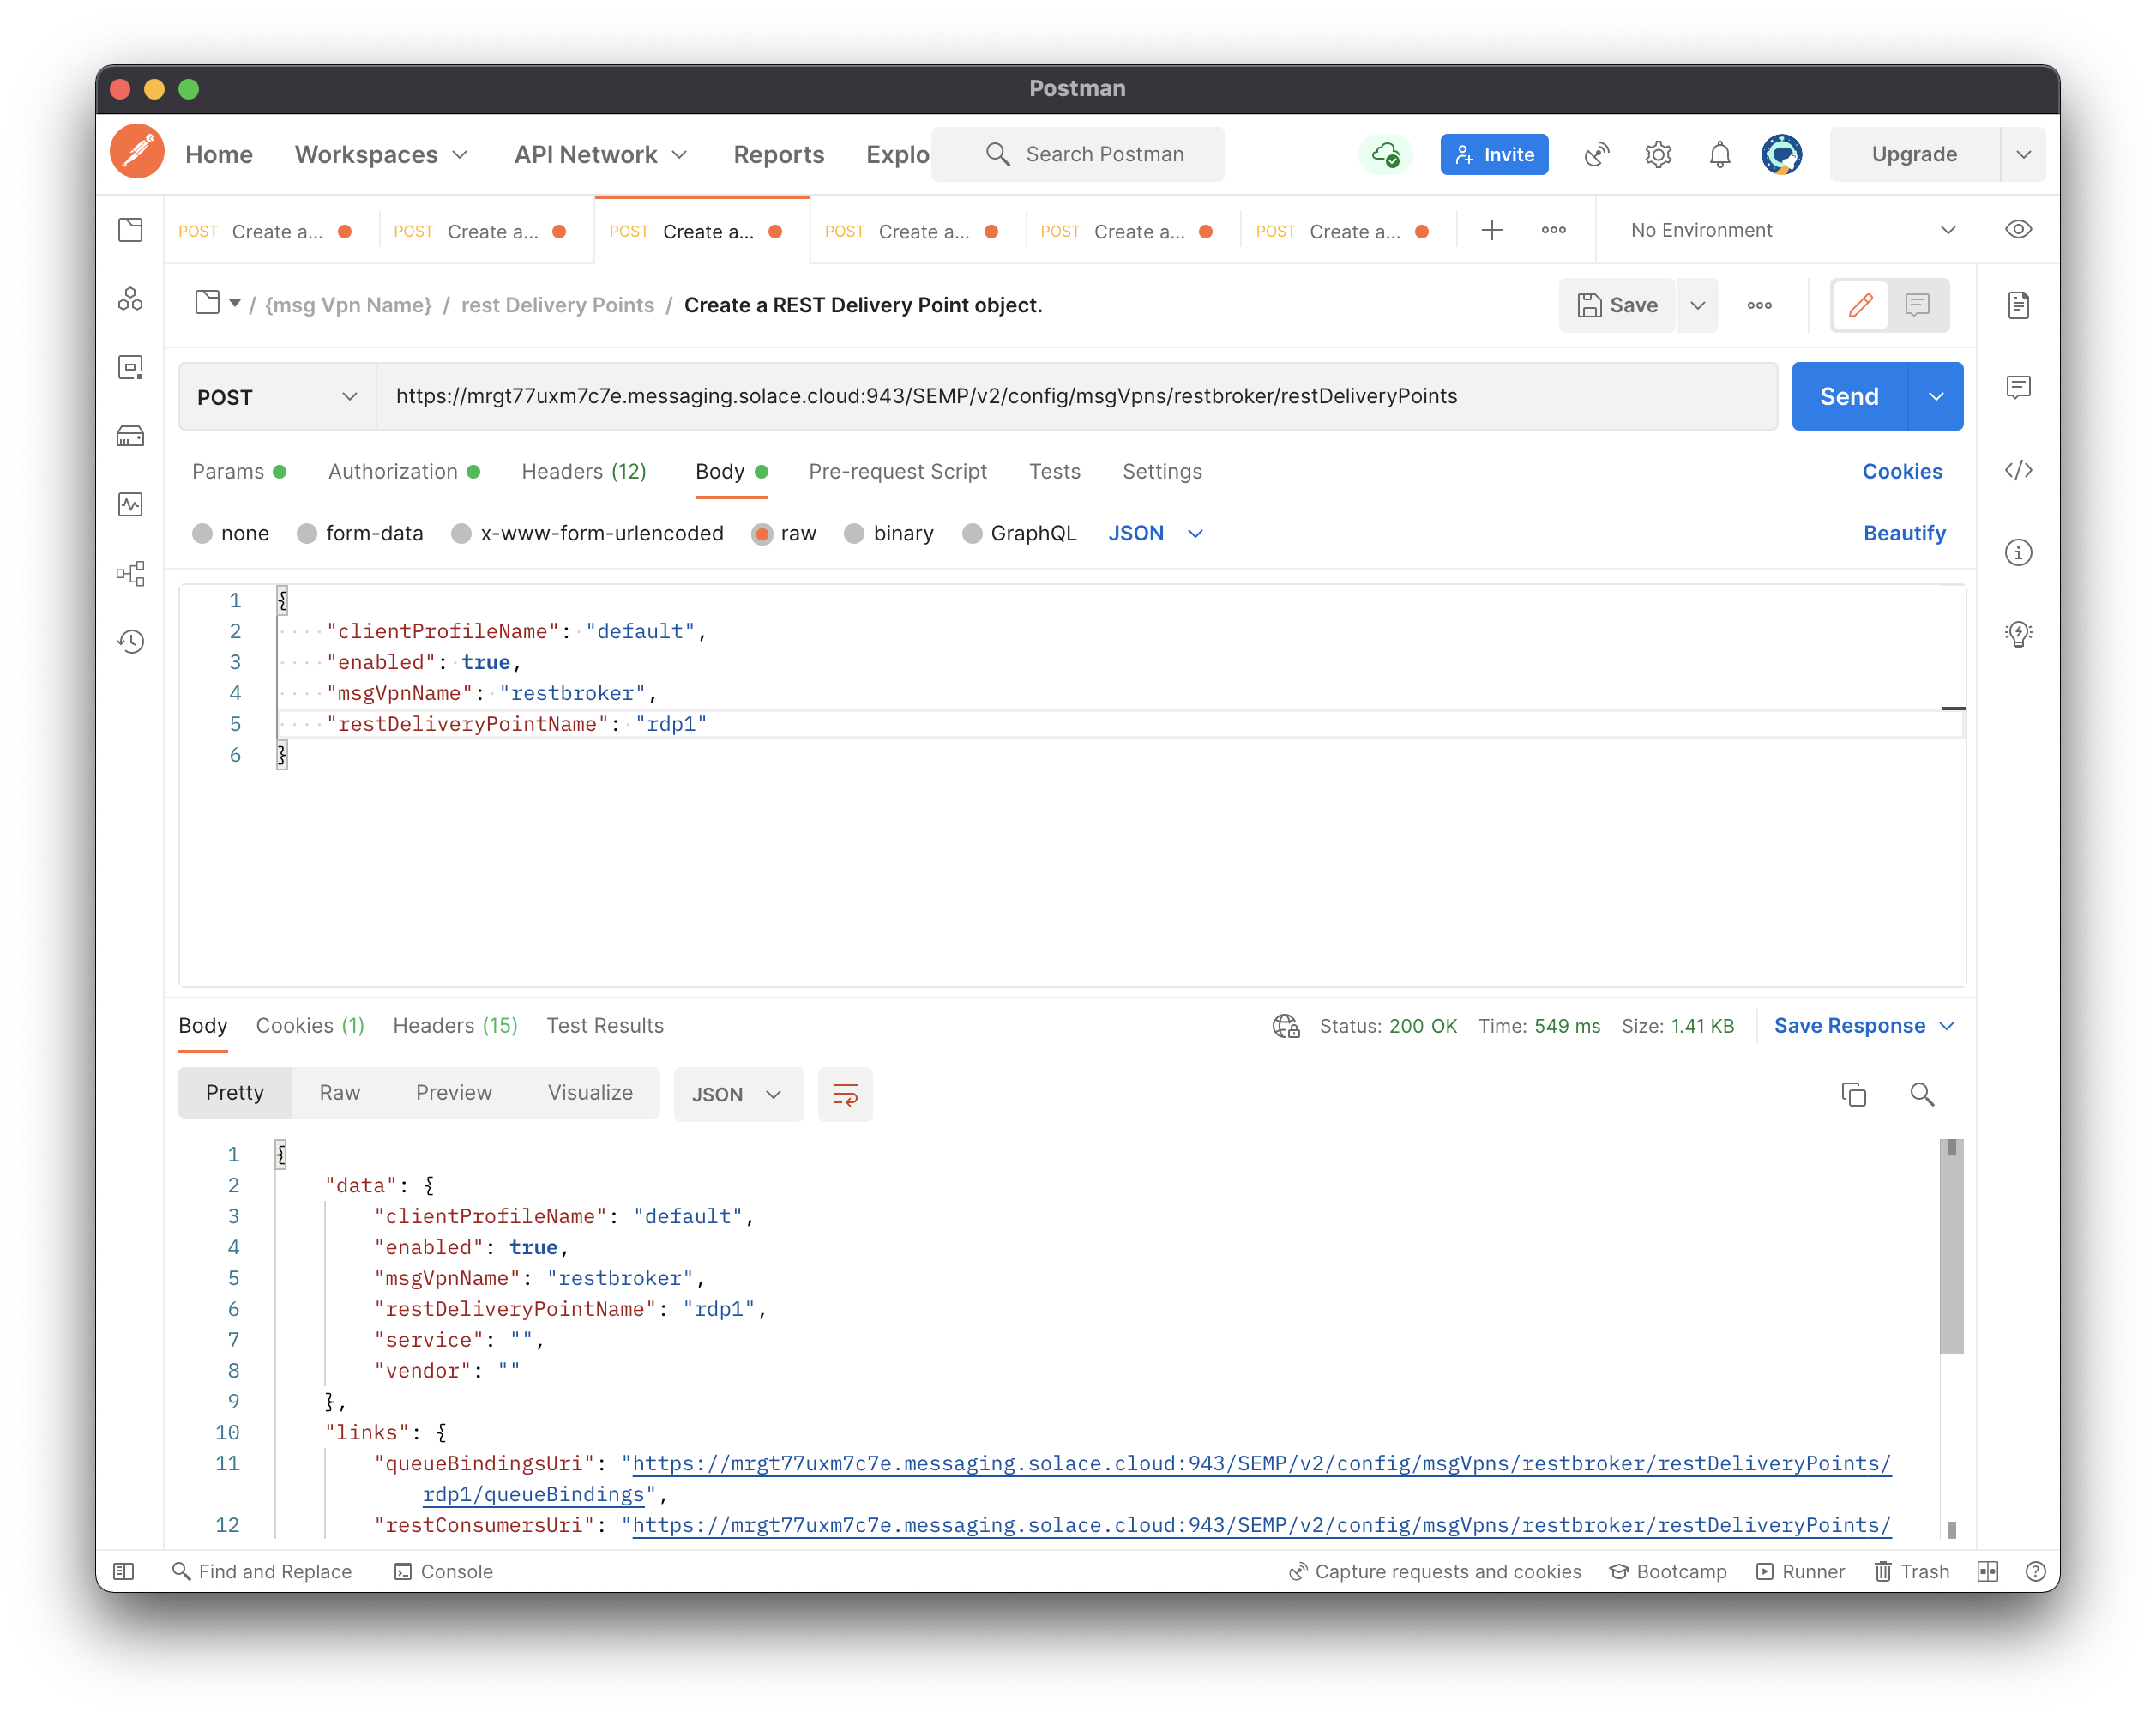 Postman
Home Workspaces API Network Reports Explo Search Postman Invite Upgrade
POST Create a... POST Create a... POST Create a... POST Create a... POST Create a... POST Create a... No Environment
/ {msg Vpn Name} / rest Delivery Points / Create a REST Delivery Point object. Save
POST https://mrgt77uxm7c7e.messaging.solace.cloud:943/SEMP/v2/config/msgVpns/restbroker/restDeliveryPoints Send
Params Authorization Headers (12) Body Pre-request Script Tests Settings Cookies
none form-data x-www-form-urlencoded raw binary GraphQL JSON Beautify
1 {
2 "clientProfileName": "default",
3 "enabled": true,
4 "msgVpnName": "restbroker",
5 "restDeliveryPointName": "rdp1"
6 }
Body Cookies (1) Headers (15) Test Results Status: 200 OK Time: 549 ms Size: 1.41 KB Save Response
Pretty Raw Preview Visualize JSON
1 {
2 "data": {
3 "clientProfileName": "default",
4 "enabled": true,
5 "msgVpnName": "restbroker",
6 "restDeliveryPointName": "rdp1",
7 "service": "",
8 "vendor": ""
9 },
10 "links": {
11 "queueBindingsUri": "https://mrgt77uxm7c7e.messaging.solace.cloud:943/SEMP/v2/config/msgVpns/restbroker/restDeliveryPoints/
rdp1/queueBindings",
12 "restConsumersUri": "https://mrgt77uxm7c7e.messaging.solace.cloud:943/SEMP/v2/config/msgVpns/restbroker/restDeliveryPoints/
Find and Replace Console Capture requests and cookies Bootcamp Runner Trash